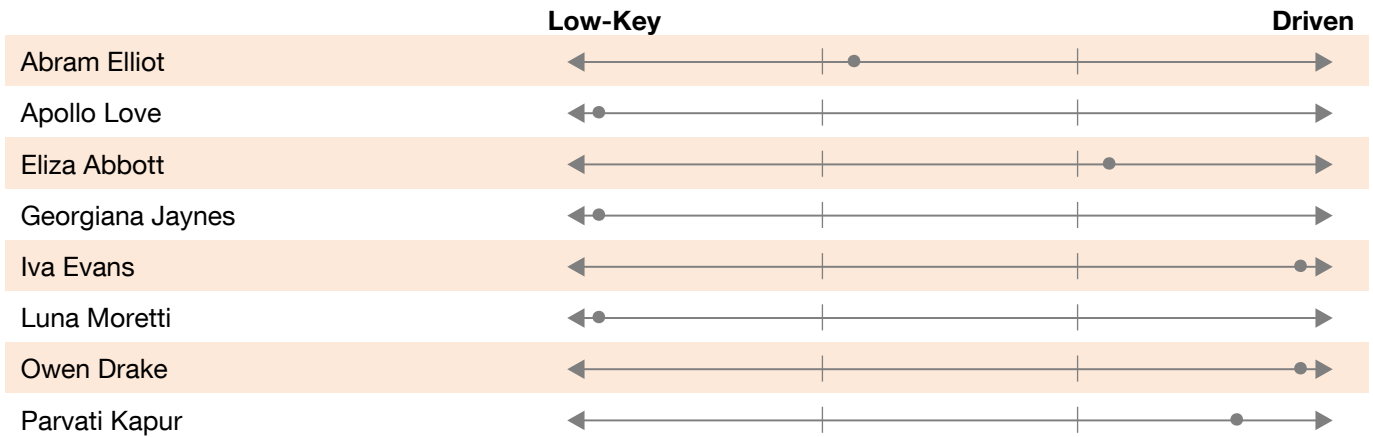 Low-Key Driven
Abram Elliot
Apollo Love
Eliza Abbott
Georgiana Jaynes
Iva Evans
Luna Moretti
Owen Drake
Parvati Kapur